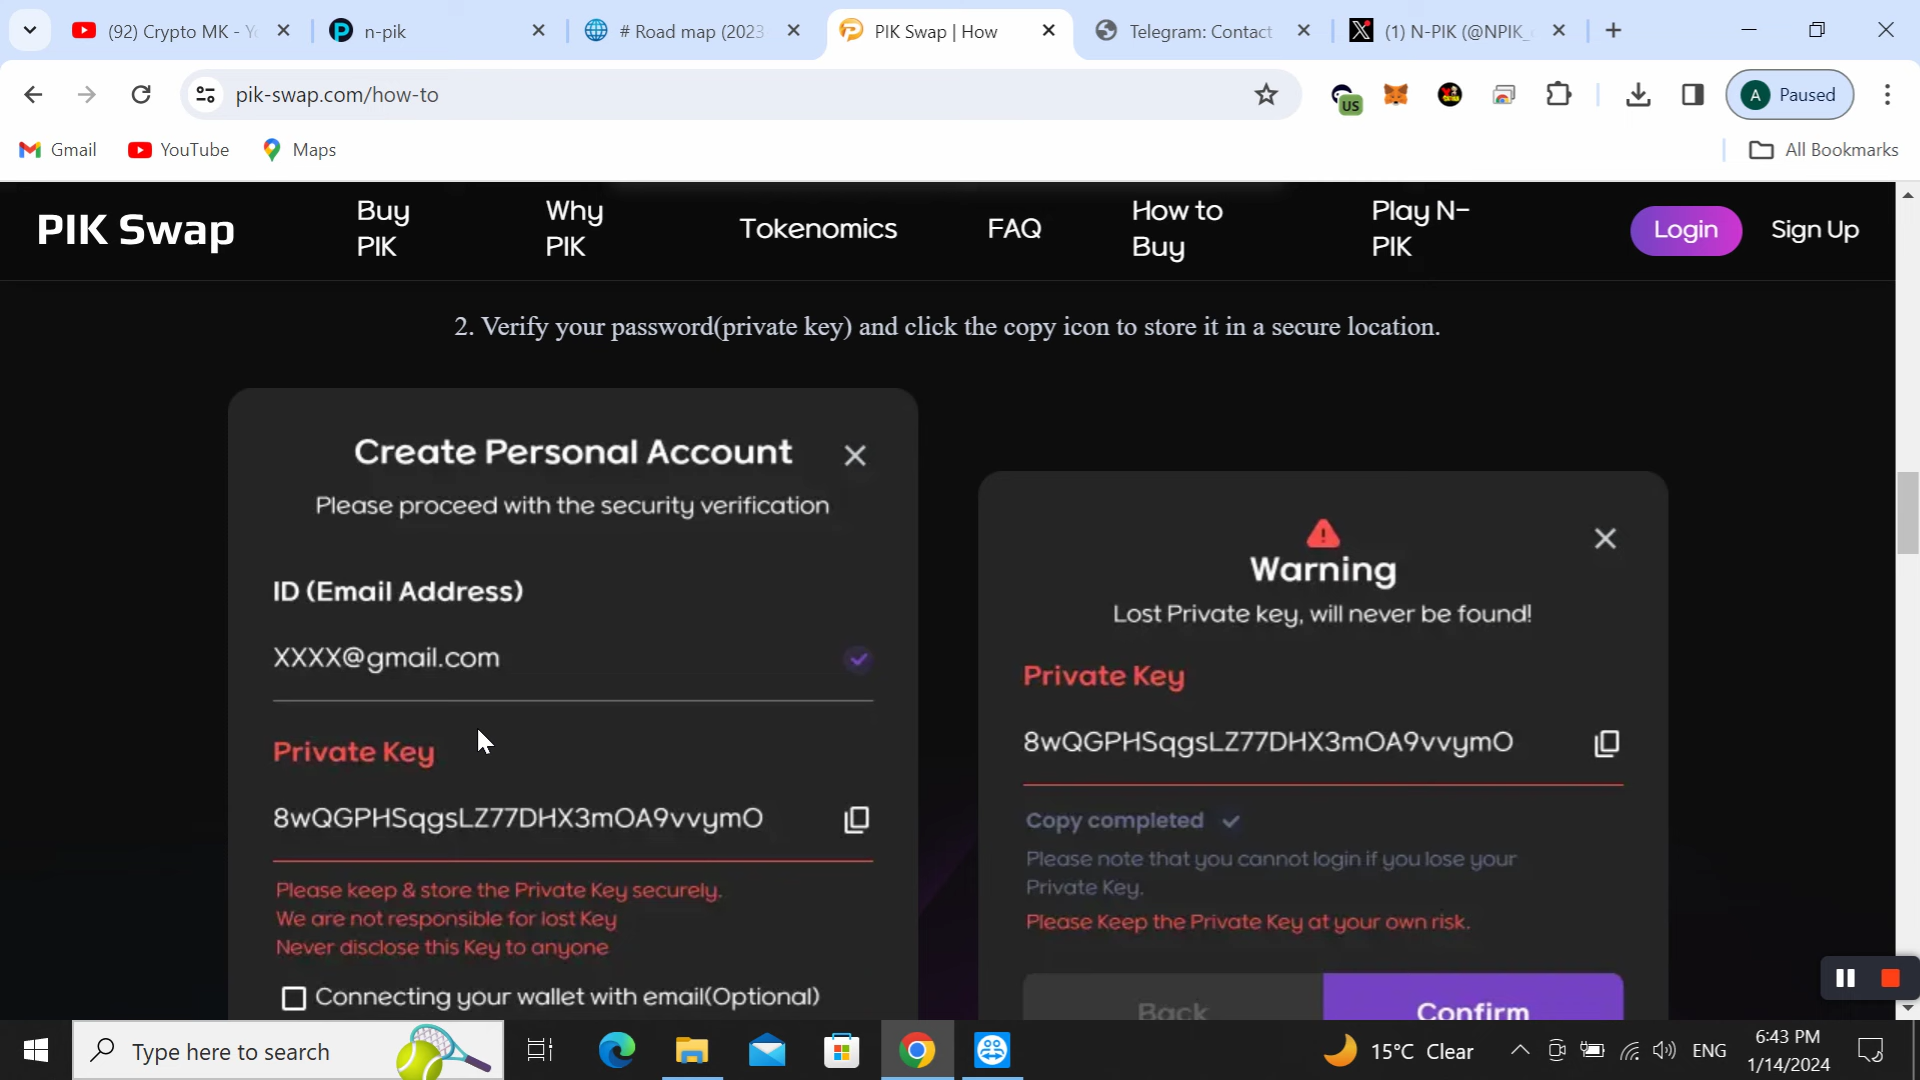 (92) Crypto MK - Yo
n-pik
# Road map (2023
PIK Swap | How
Telegram: Contact
(1) N-PIK (@NPIK_
pik-swap.com/how-to
US
A
Paused
Gmail
YouTube
Maps
All Bookmarks
PIK Swap
Buy
PIK
Why
PIK
Tokenomics
FAQ
How to
Buy
Play N-
PIK
Login
Sign Up
2. Verify your password(private key) and click the copy icon to store it in a secure location.
Create Personal Account
Please proceed with the security verification
ID (Email Address)
XXXX@gmail.com
Private Key
8wQGPHSqgsLZ77DHX3mOA9vvymO
Please keep & store the Private Key securely.
We are not responsible for lost Key
Never disclose this Key to anyone
Connecting your wallet with email(Optional)
Warning
Lost Private key, will never be found!
Private Key
8wQGPHSqgsLZ77DHX3mOA9vvymO
Copy completed
Please note that you cannot login if you lose your
Private Key.
Please Keep the Private Key at your own risk.
Back
Confirm
Type here to search
15°C Clear
ENG
6:43 PM
1/14/2024